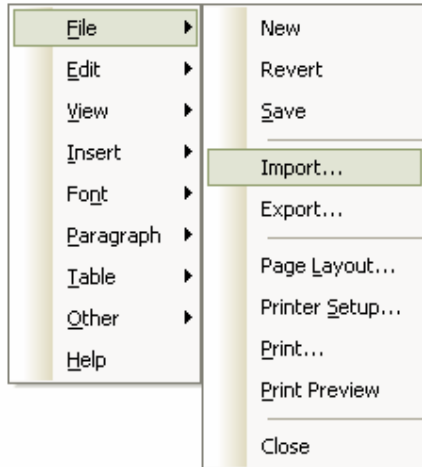 File
Edit
View
Insert
Font
Paragraph
Table
Other
Help
New
Revert
Save
Import...
Export...
Page Layout...
Printer Setup...
Print...
Print Preview
Close